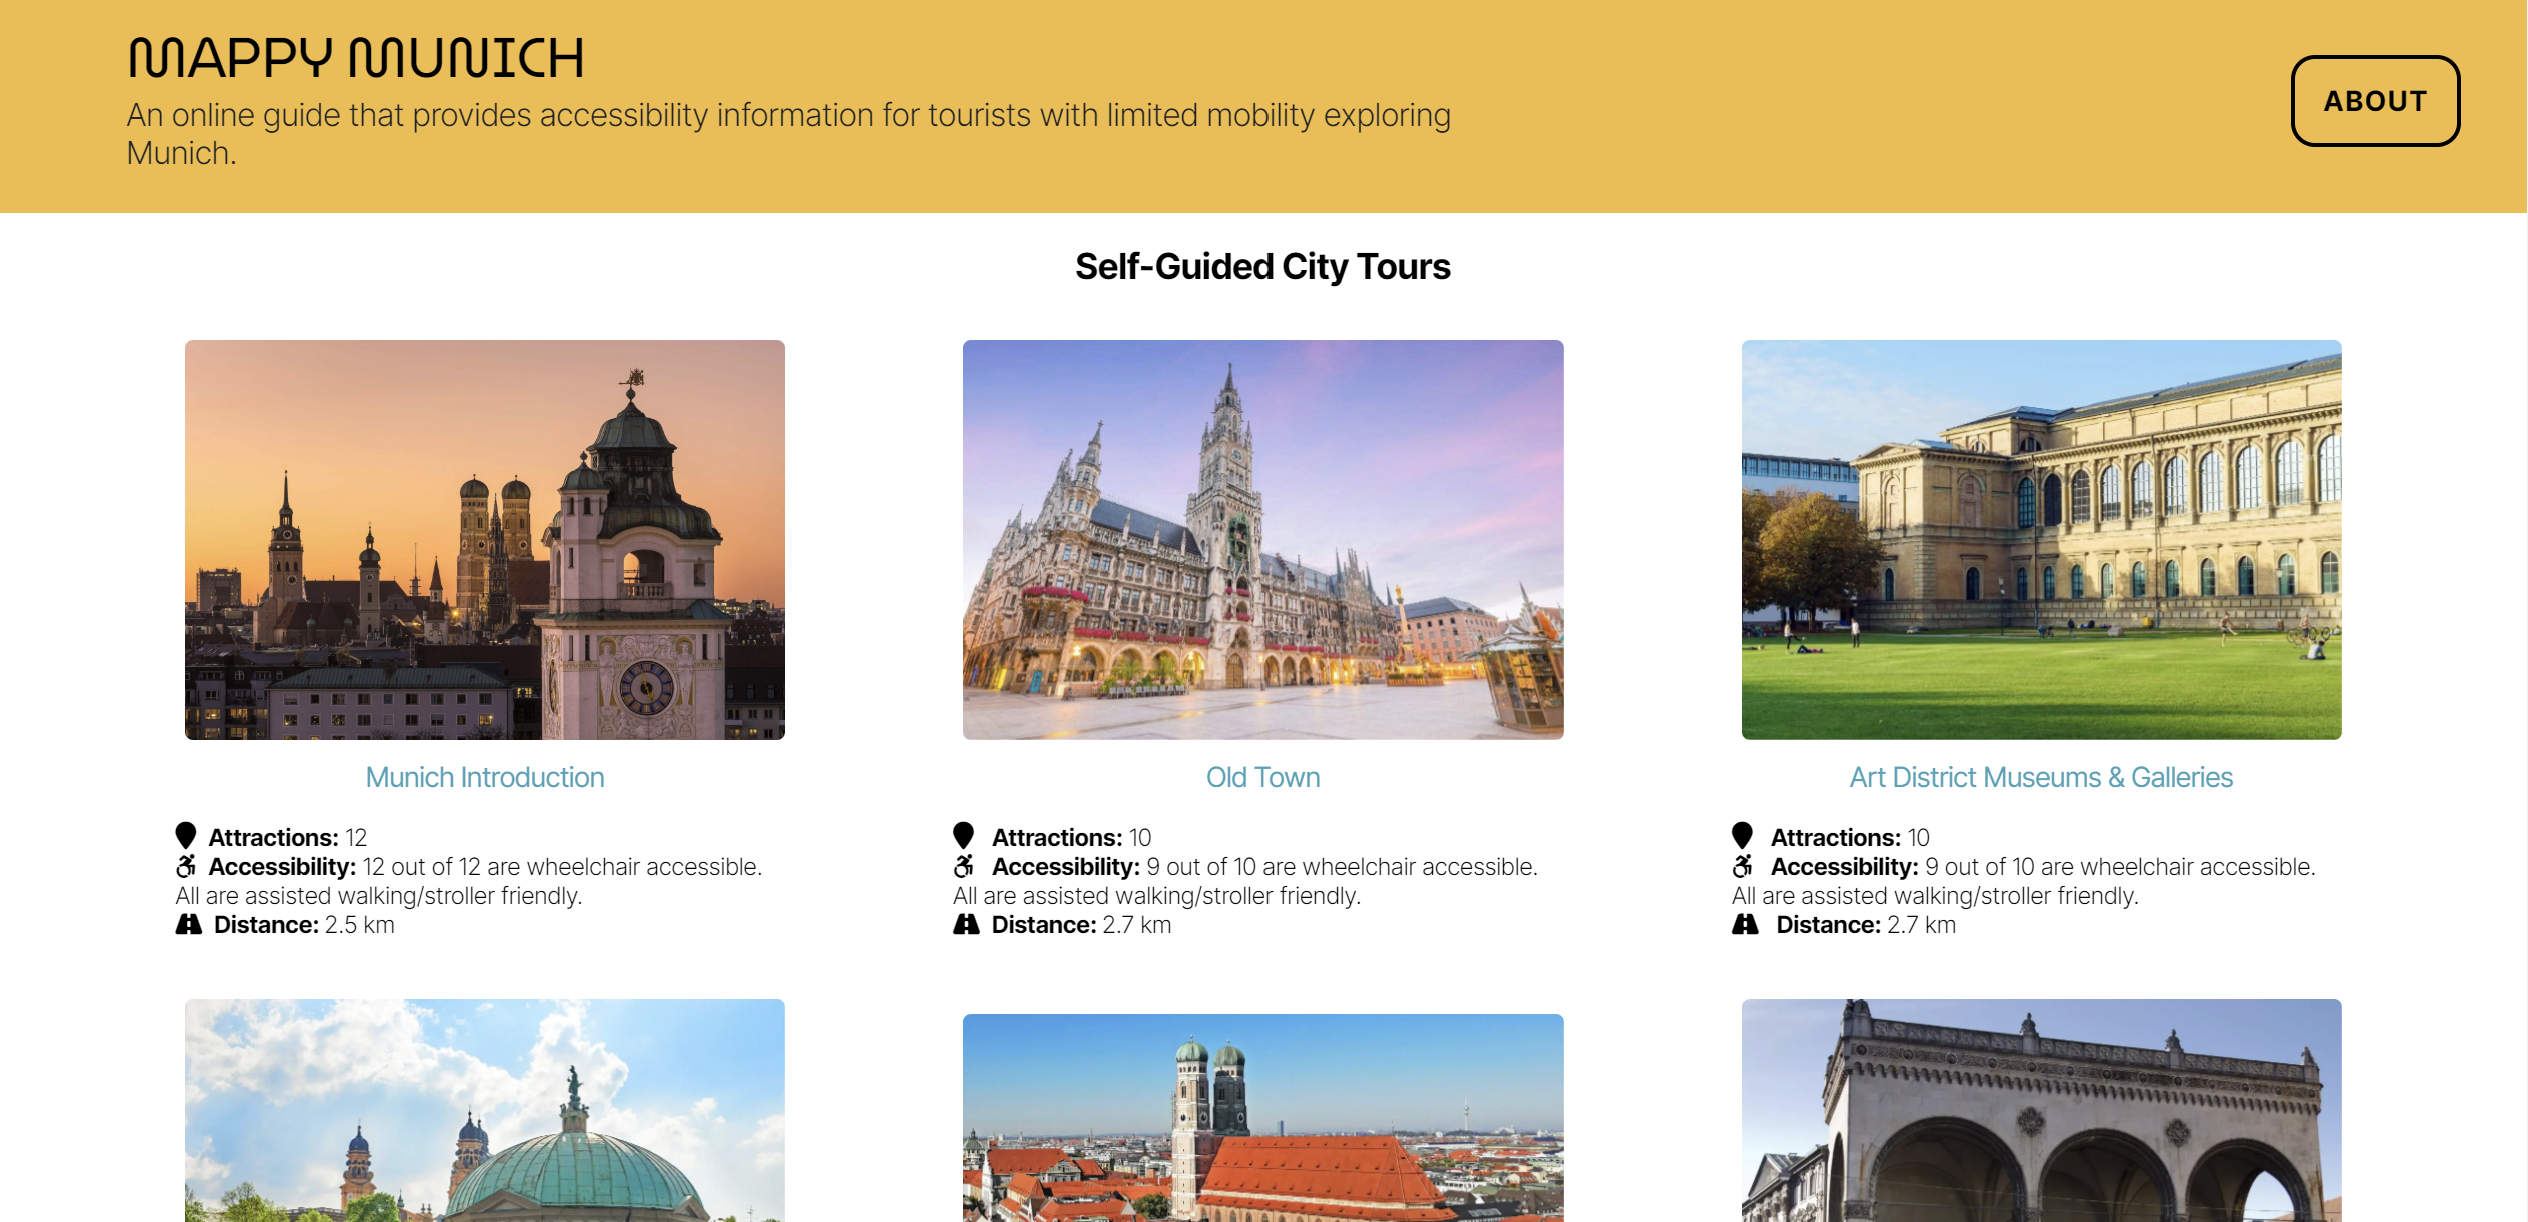 MAPPY MUNICH
An online guide that provides accessibility information for tourists with limited mobility exploring
Munich.
ABOUT
Self-Guided City Tours
Munich Introduction
Attractions: 12
Accessibility: 12 out of 12 are wheelchair accessible.
All are assisted walking/stroller friendly.
Distance: 2.5 km
Old Town
Attractions: 10
Accessibility: 9 out of 10 are wheelchair accessible.
All are assisted walking/stroller friendly.
Distance: 2.7 km
Art District Museums & Galleries
Attractions: 10
Accessibility: 9 out of 10 are wheelchair accessible.
All are assisted walking/stroller friendly.
Distance: 2.7 km